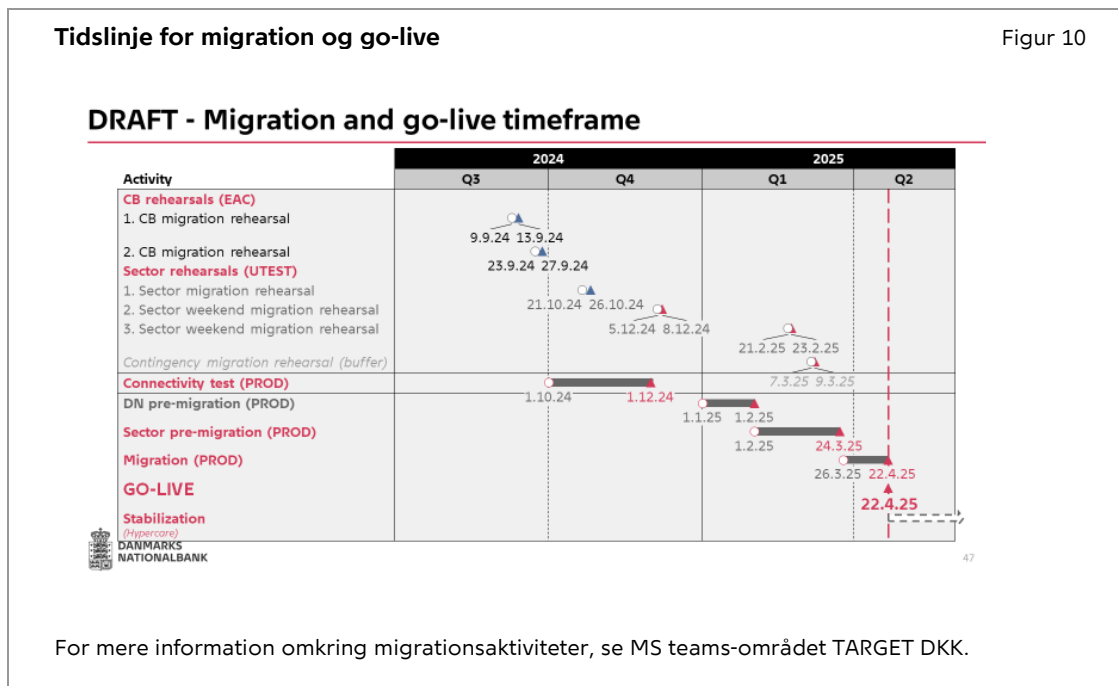 Tidslinje for migration og go-live Figur 10
DRAFT - Migration and go-live timeframe
2024 2025
Activity Q3 Q4 Q1 Q2
CB rehearsals (EAC)
1. CB migration rehearsal
9.9.24 13.9.24
2. CB migration rehearsal
23.9.24 27.9.24
Sector rehearsals (UTEST)
1. Sector migration rehearsal
21.10.24 26.10.24
2. Sector weekend migration rehearsal
5.12.24 8.12.24
3. Sector weekend migration rehearsal
21.2.25 23.2.25
Contingency migration rehearsal (buffer)
7.3.25 9.3.25
Connectivity test (PROD)
1.10.24 1.12.24
DN pre-migration (PROD)
1.1.25 1.2.25
Sector pre-migration (PROD)
1.2.25 24.3.25
Migration (PROD)
26.3.25 22.4.25
GO-LIVE
22.4.25
Stabilization
(Hypercare)
DANMARKS
NATIONALBANK
47
For mere information omkring migrationsaktiviteter, se MS teams-området TARGET DKK.